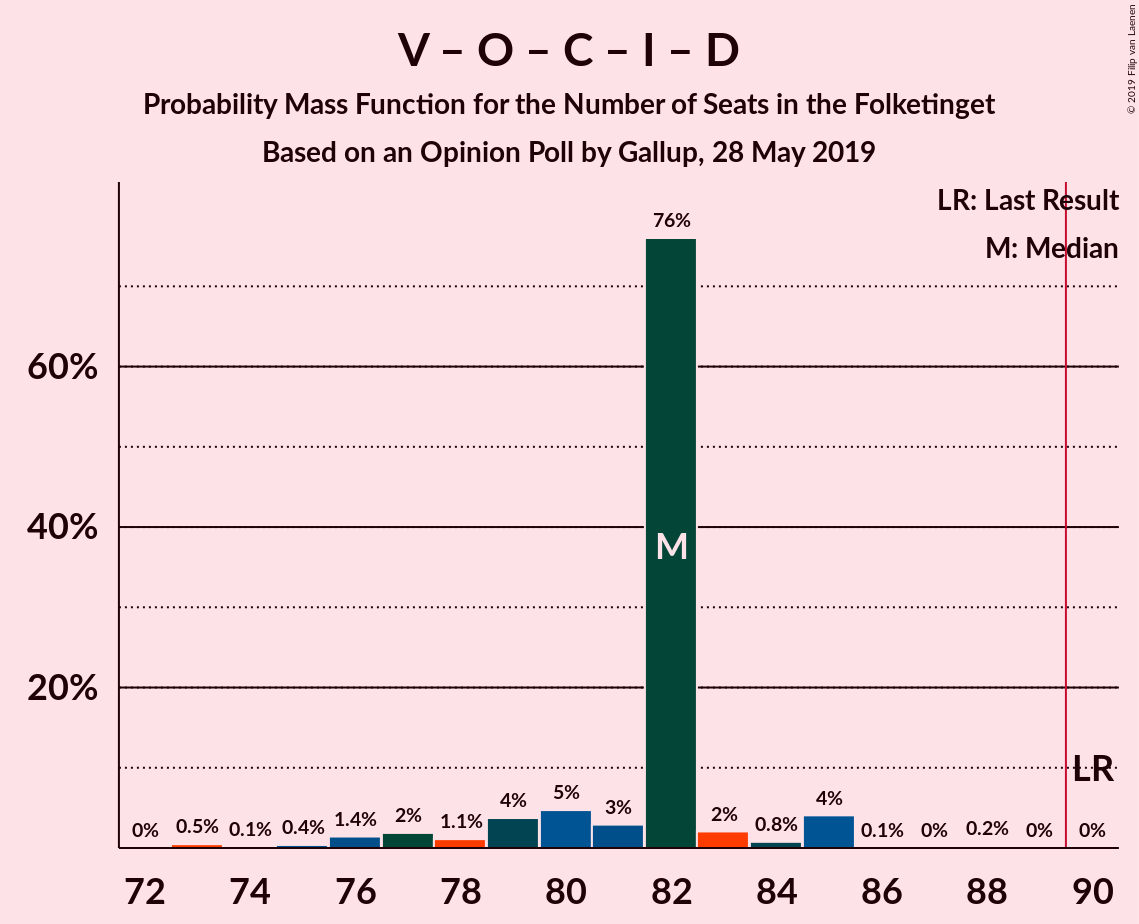 V – O – C – I – D
Probability Mass Function for the Number of Seats in the Folketinget
Based on an Opinion Poll by Gallup, 28 May 2019
© 2019 Filip van Laenen
LR: Last Result
M: Median
60%
40%
20%
0% 0.5% 0.1% 0.4% 1.4% 2% 1.1% 4% 5% 3% 76% 2% 0.8% 4% 0.1% 0% 0.2% 0% 0%
M
LR
72 74 76 78 80 82 84 86 88 90